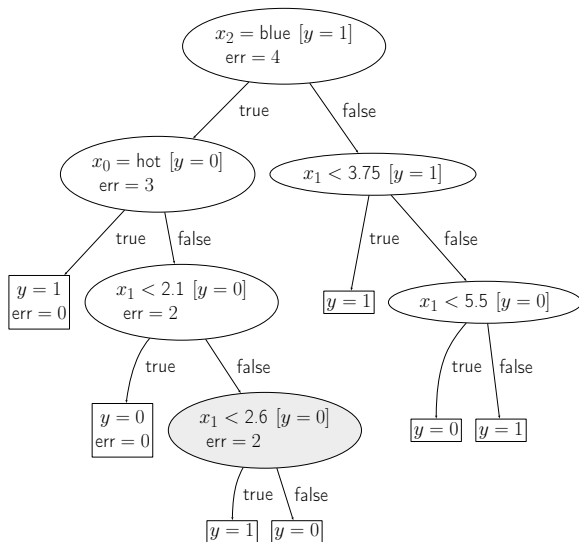 x₂ = blue [y = 1]
err = 4
true
false
x₀ = hot [y = 0]
err = 3
x₁ < 3.75 [y = 1]
true
false
true
false
y = 1
err = 0
x₁ < 2.1 [y = 0]
err = 2
y = 1
x₁ < 5.5 [y = 0]
true
false
true
false
y = 0
err = 0
x₁ < 2.6 [y = 0]
err = 2
y = 0
y = 1
true
false
y = 1
y = 0